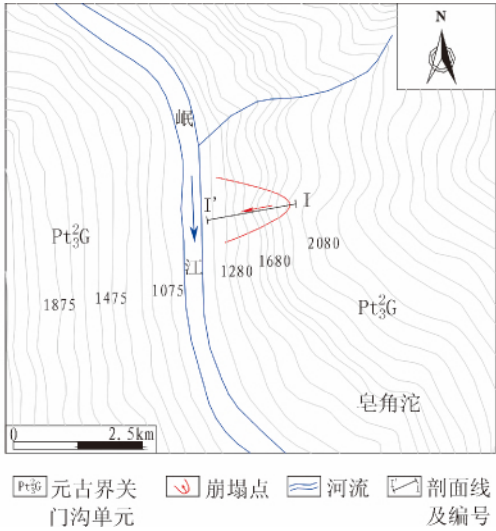 N
岷
I' I
Pt₃²G
江
2080
1680
1280
1075
1475
1875
Pt₃²G
皂角沱
0 2.5km
Pt₃²G 元古界关门沟单元
崩塌点
河流
I I' 剖面线及编号